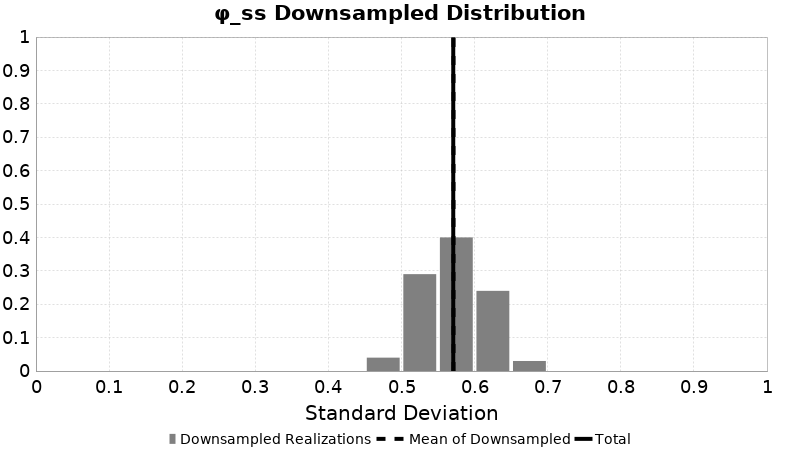 φ_ss Downsampled Distribution
1
0.9
0.8
0.7
0.6
0.5
0.4
0.3
0.2
0.1
0
0 0.1 0.2 0.3 0.4 0.5 0.6 0.7 0.8 0.9 1
Standard Deviation
Downsampled Realizations Mean of Downsampled Total